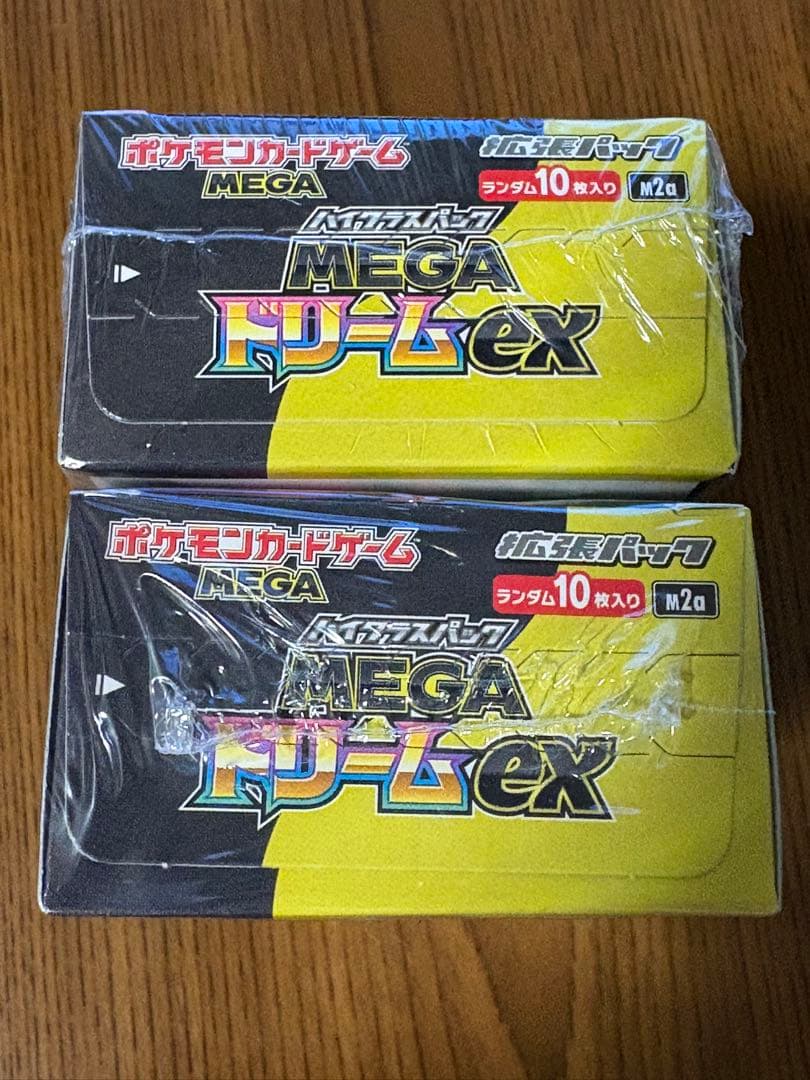 ポケモンカードゲーム
MEGA
拡張パック
ランダム10枚入り
M2a
ハイクラスパック
MEGA
ドリームex
ポケモンカードゲーム
MEGA
拡張パック
ランダム10枚入り
M2a
ハイクラスパック
MEGA
ドリームex